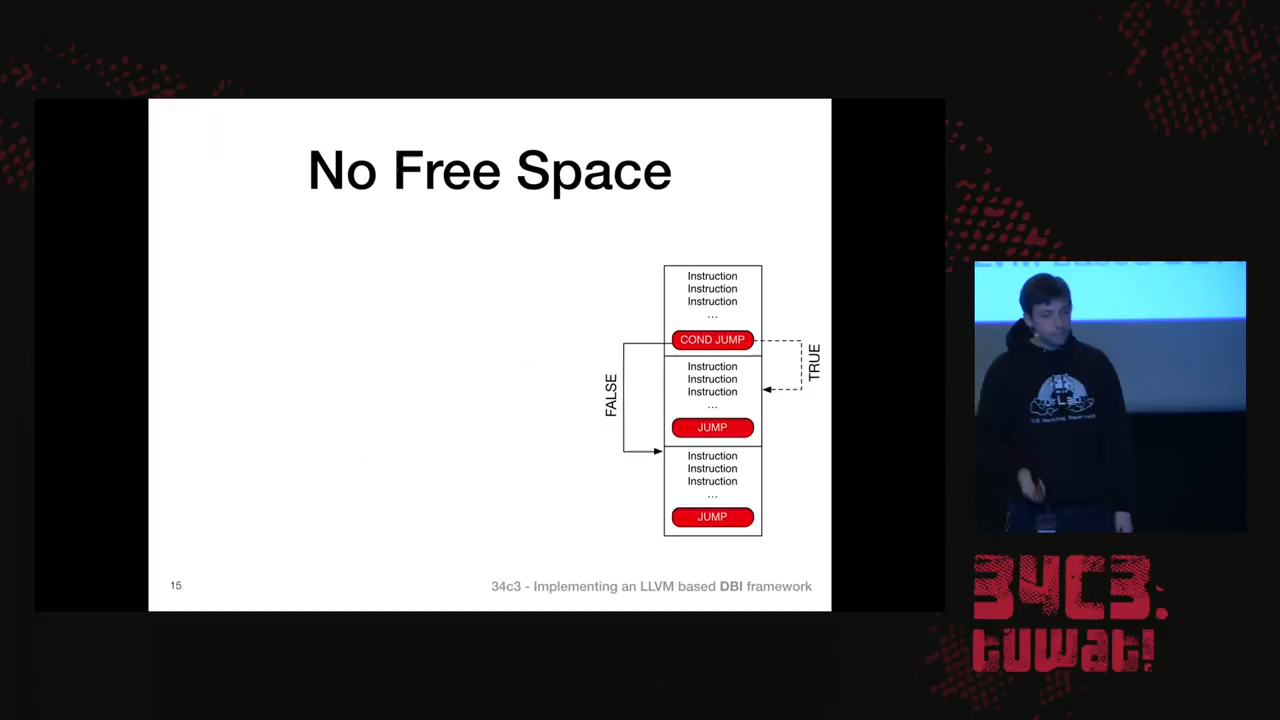 No Free Space
Instruction
Instruction
Instruction
...
COND JUMP
TRUE
FALSE
Instruction
Instruction
Instruction
...
JUMP
Instruction
Instruction
Instruction
...
JUMP
15
34c3 - Implementing an LLVM based DBI framework
34C3.
tuwat!